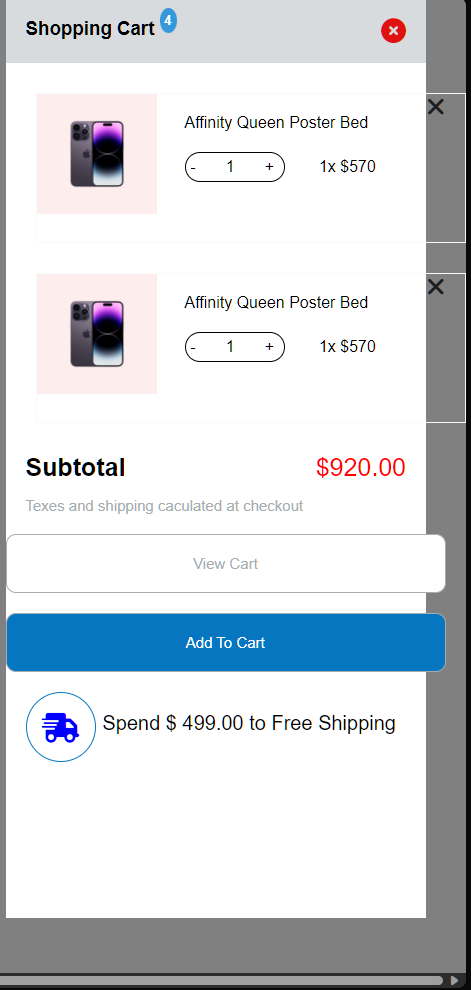 Shopping Cart 4
Affinity Queen Poster Bed
- 1 + 1x $570
Affinity Queen Poster Bed
- 1 + 1x $570
Subtotal $920.00
Texes and shipping caculated at checkout
View Cart
Add To Cart
Spend $ 499.00 to Free Shipping